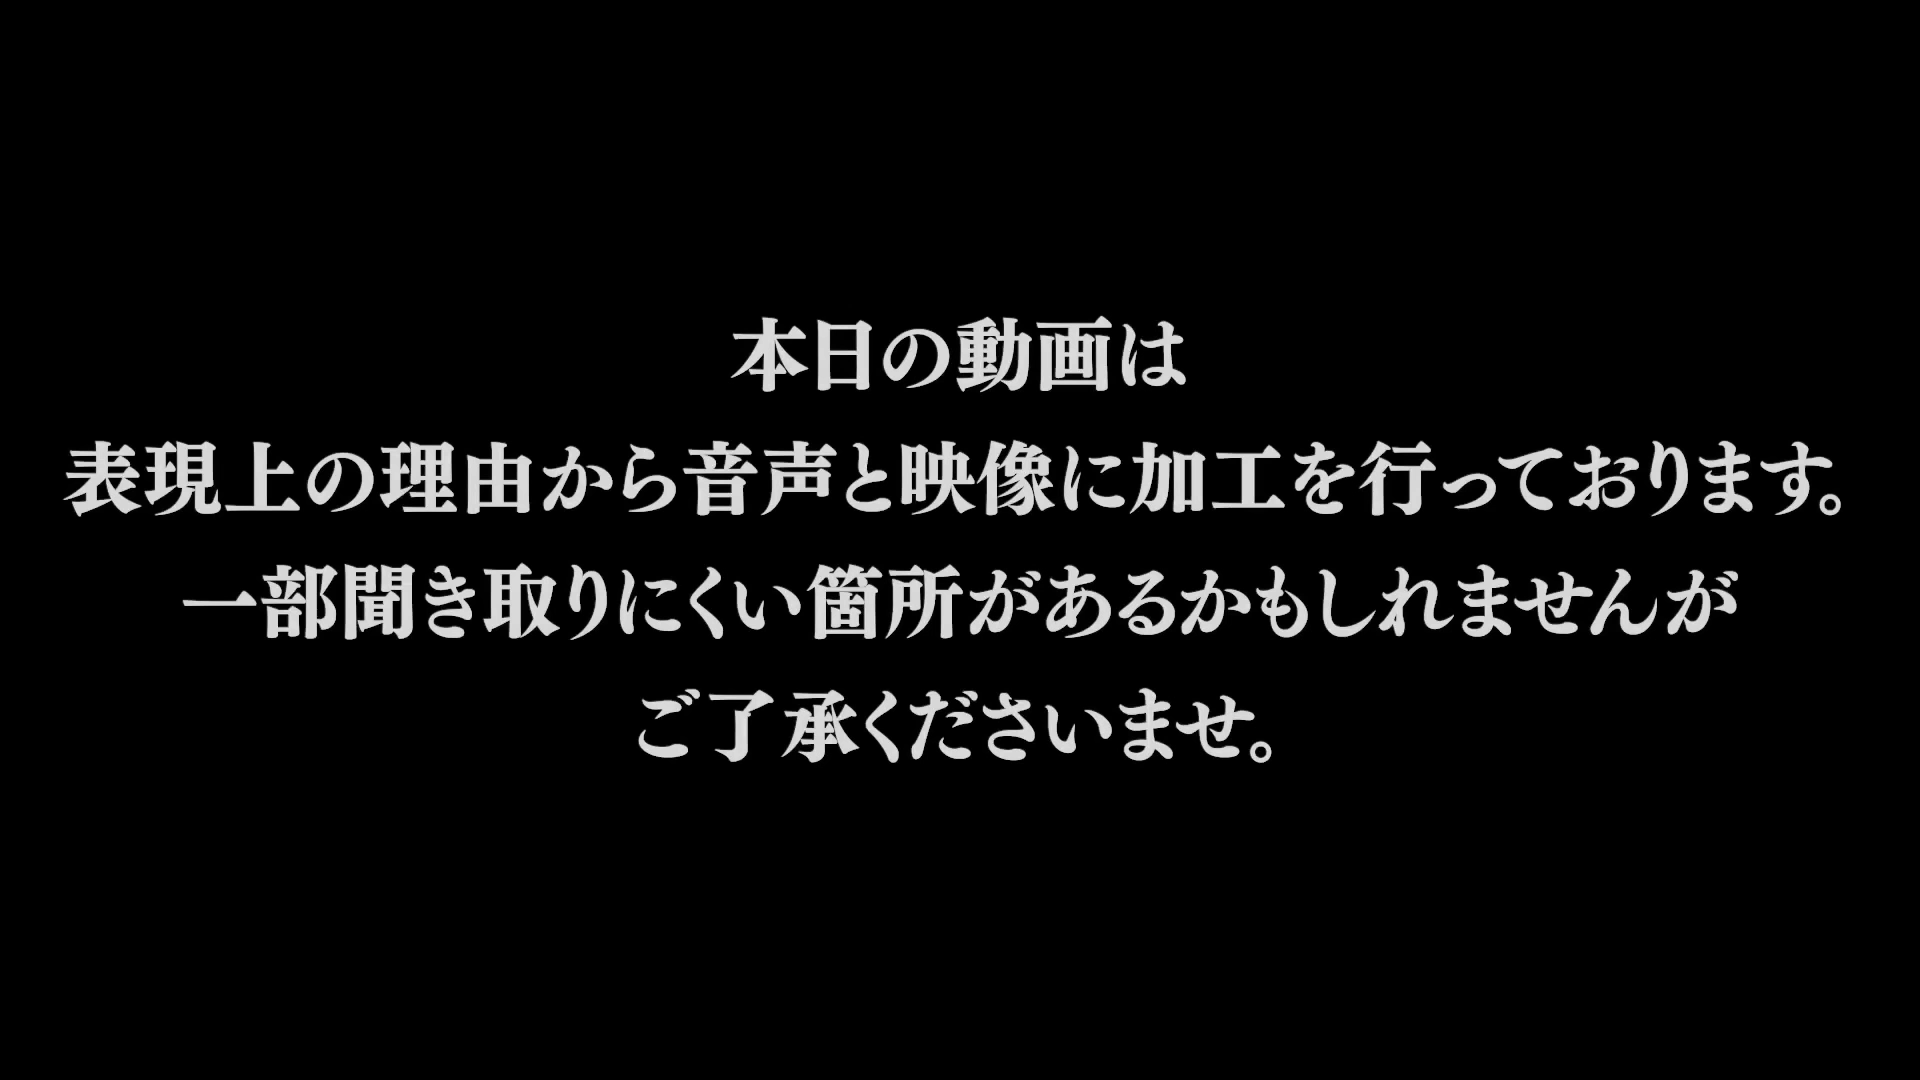 本日の動画は
表現上の理由から音声と映像に加工を行っております。
一部聞き取りにくい箇所があるかもしれませんが
ご了承くださいませ。